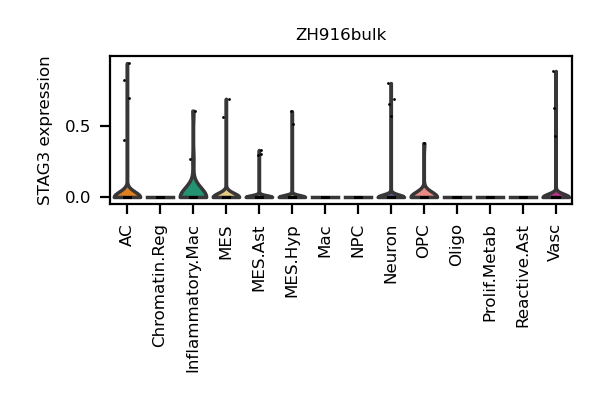 ZH916bulk
STAG3 expression
0.5
0.0
AC
Chromatin.Reg
Inflammatory.Mac
MES
MES.Ast
MES.Hyp
Mac
NPC
Neuron
OPC
Oligo
Prolif.Metab
Reactive.Ast
Vasc